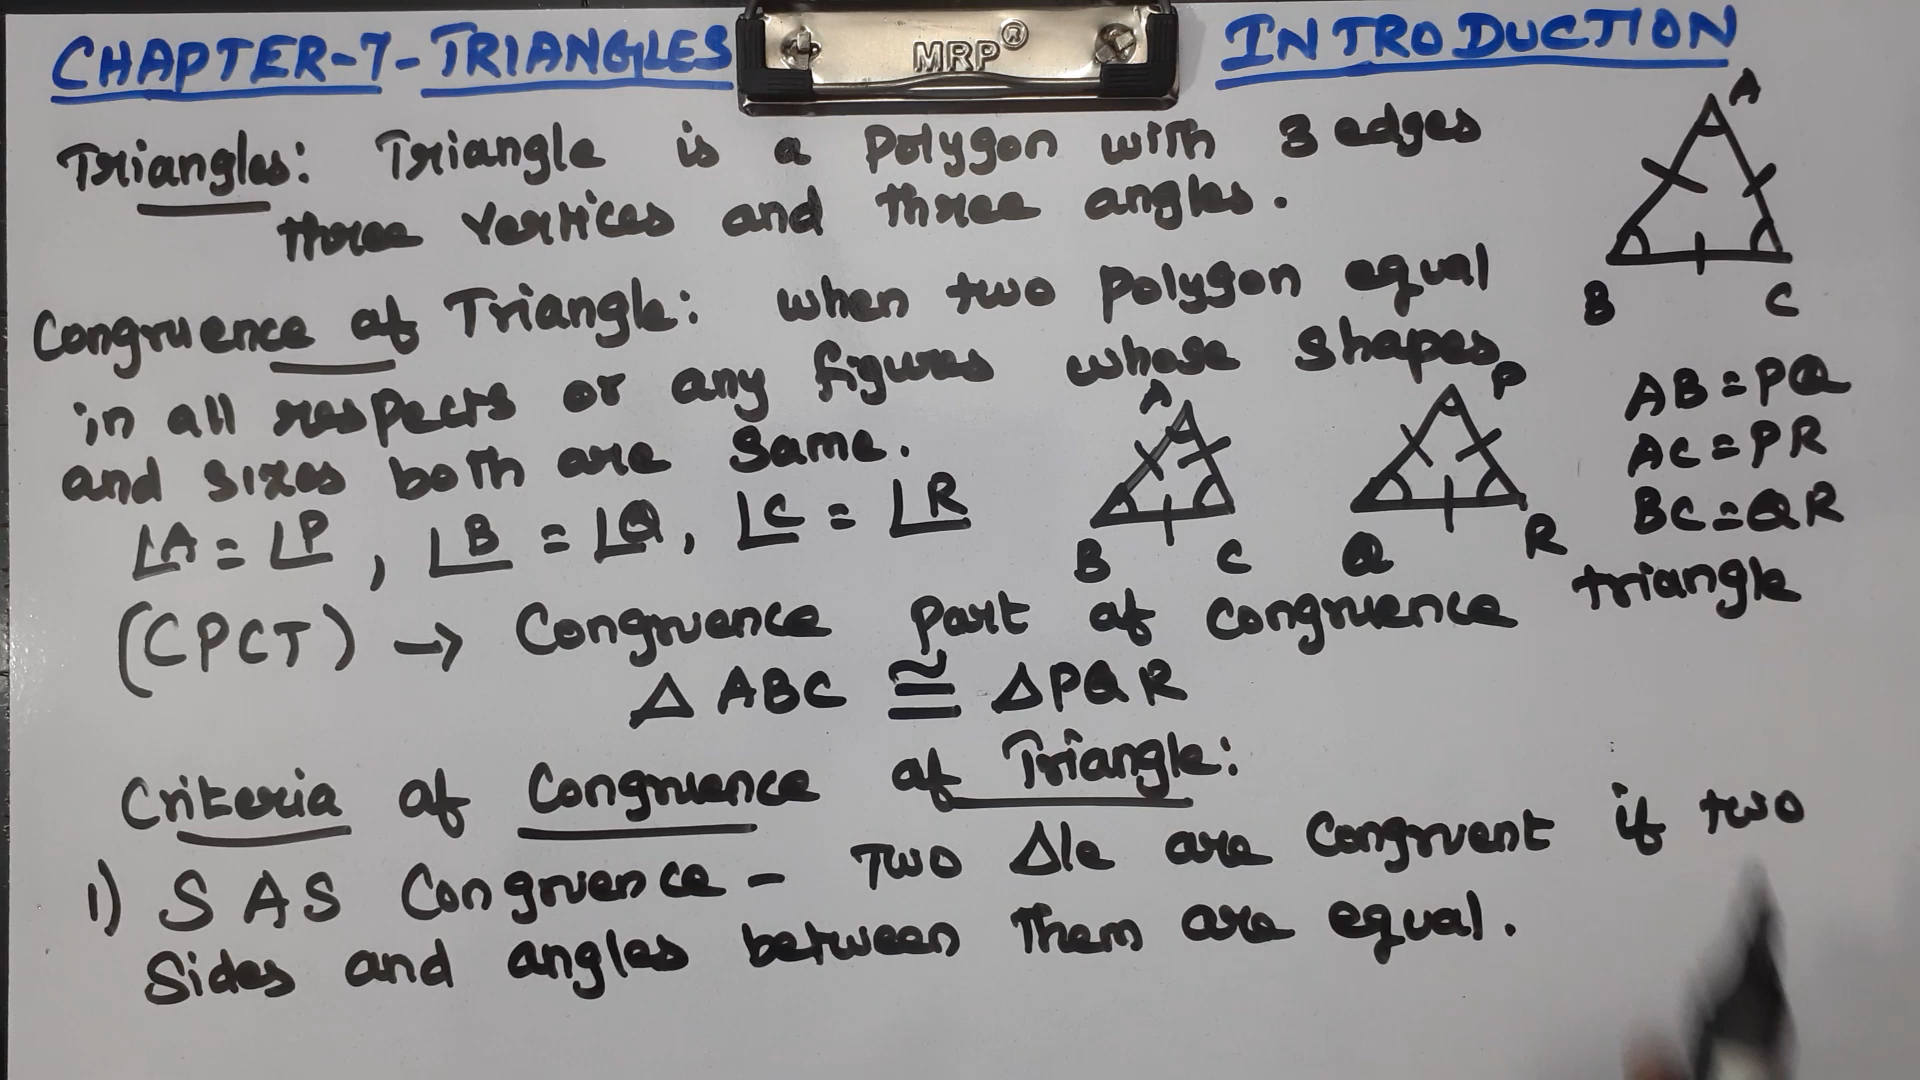 CHAPTER-7-TRIANGLES MRP® INTRODUCTION
Triangles: Triangle is a polygon with 3 edges
three vertices and three angles.
A
B C
Congruence of Triangle: when two polygon equal
in all respects or any figures whose shapes
and sizes both are same.
A
B C
P
Q R
AB=PQ
AC=PR
BC=QR
∠A=∠P, ∠B=∠Q, ∠C=∠R
(CPCT) → Congruence part of congruence triangle
Δ ABC ≅ ΔPQR
Criteria of Congruence of Triangle:
1) SAS Congruence - Two Δle are congruent if two
Sides and angles between them are equal.